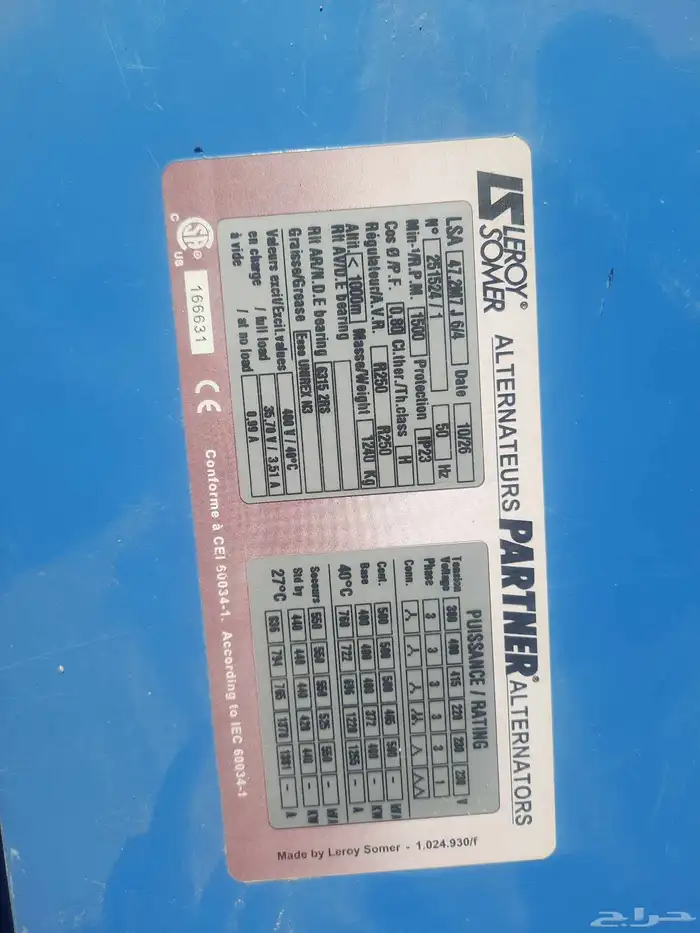 LEROY®
SOMER
ALTERNATEURS PARTNER® ALTERNATORS
LSA 47.2M7 J 6/4 Date 10/26
N° 251524/1 50 Hz
Min-1/R.P.M. 1500 Protection IP23
Cos Ø/P.F. 0.80 Cl.ther./Th.class H
Régulateur/A.V.R. R250 R250
Altit. < 1000m Masse/Weight 1240 Kg
Rlt AV/D.E bearing
Rlt AR/N.D.E bearing 6315 2RS
Graisse/Grease Esso UNIREX N3
Valeurs excit/Excit.values 400 V / 40°C
en charge / full load 35.70 V / 3.51 A
à vide / at no load 0.99 A
C US
166631
CE
Conforme à CEI 60034-1. According to IEC 60034-1
PUISSANCE / RATING
Tension
Voltage 380 400 415 220 230 V
Phase 3 3 3 3 3 1
Conn.
Cont. 500 500 500 kVA
Base 400 400 400 372 400 - KW
40°C 760 722 696 1220 1255 - A
Secours 550 550 550 525 550 - kVA
Std by 440 440 440 420 440 - KW
27°C 836 794 765 1378 1381 - A
Made by Leroy Somer - 1.024.930/f
حراج